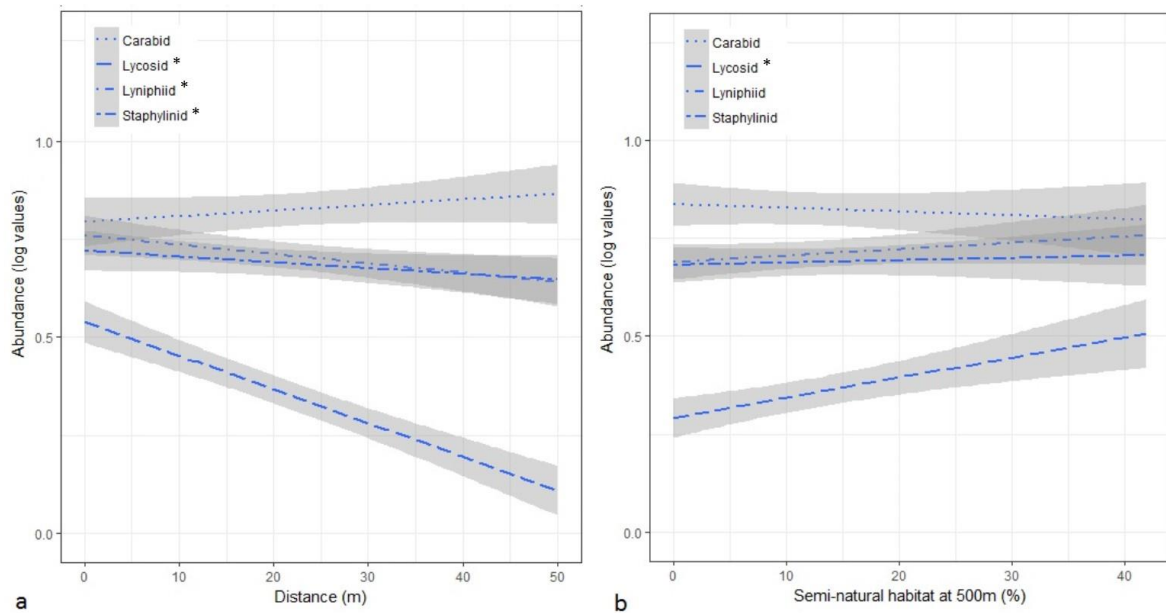 Carabid
Lycosid *
Lyniphiid *
Staphylinid *
1.0
0.5
0.0
Abundance (log values)
0 10 20 30 40 50
Distance (m)
a
Carabid
Lycosid *
Lyniphiid
Staphylinid
1.0
0.5
0.0
Abundance (log values)
0 10 20 30 40
Semi-natural habitat at 500m (%)
b